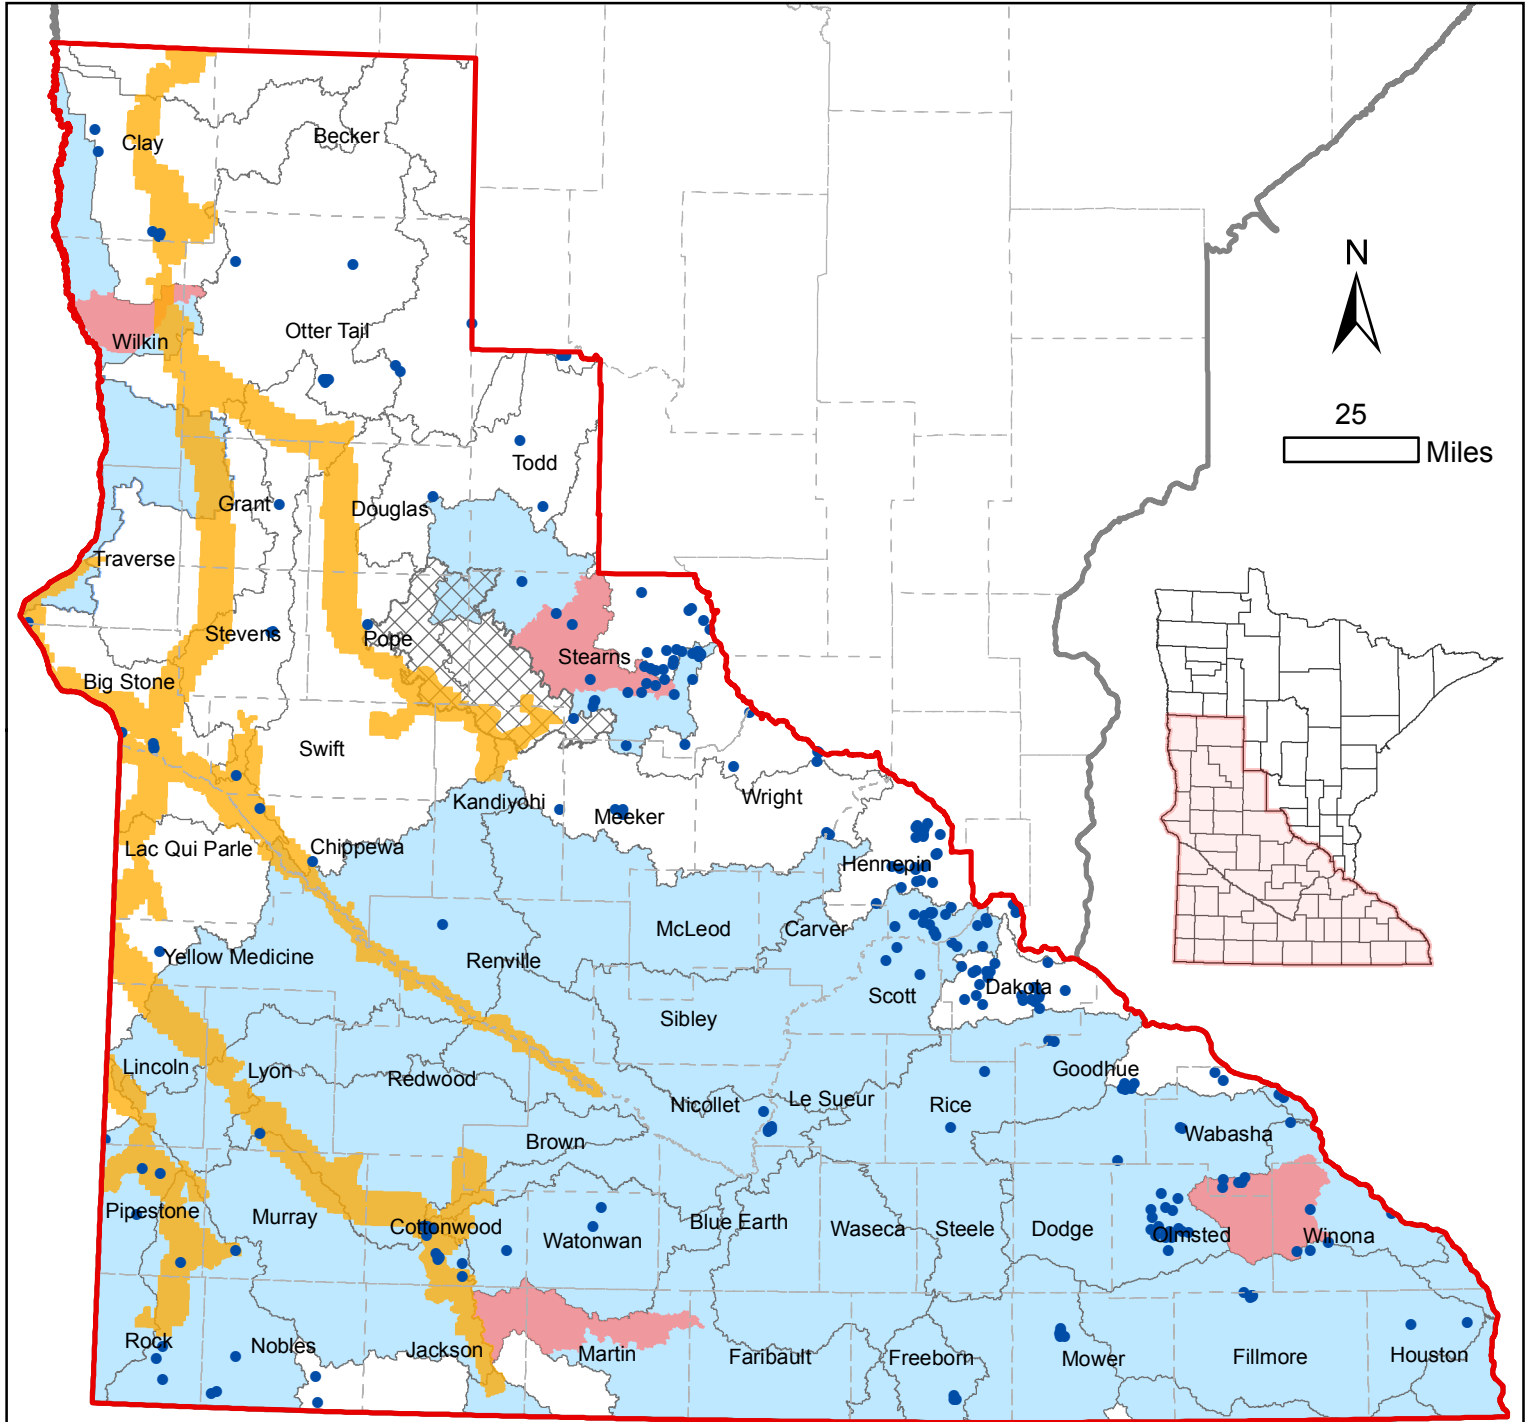 Becker
Clay
N
Otter Tail
Wilkin
25
Miles
Todd
Grant
Douglas
Traverse
Stevens
Pope
Stearns
Big Stone
Swift
Kandiyohi
Meeker
Wright
Lac Qui Parle
Chippewa
Hennepin
McLeod
Carver
Yellow Medicine
Renville
Scott
Dakota
Sibley
Lincoln
Lyon
Redwood
Goodhue
Nicollet
Le Sueur
Rice
Brown
Wabasha
Pipestone
Murray
Cottonwood
Watonwan
Blue Earth
Waseca
Steele
Dodge
Olmsted
Winona
Rock
Nobles
Jackson
Martin
Faribault
Freeborn
Mower
Fillmore
Houston